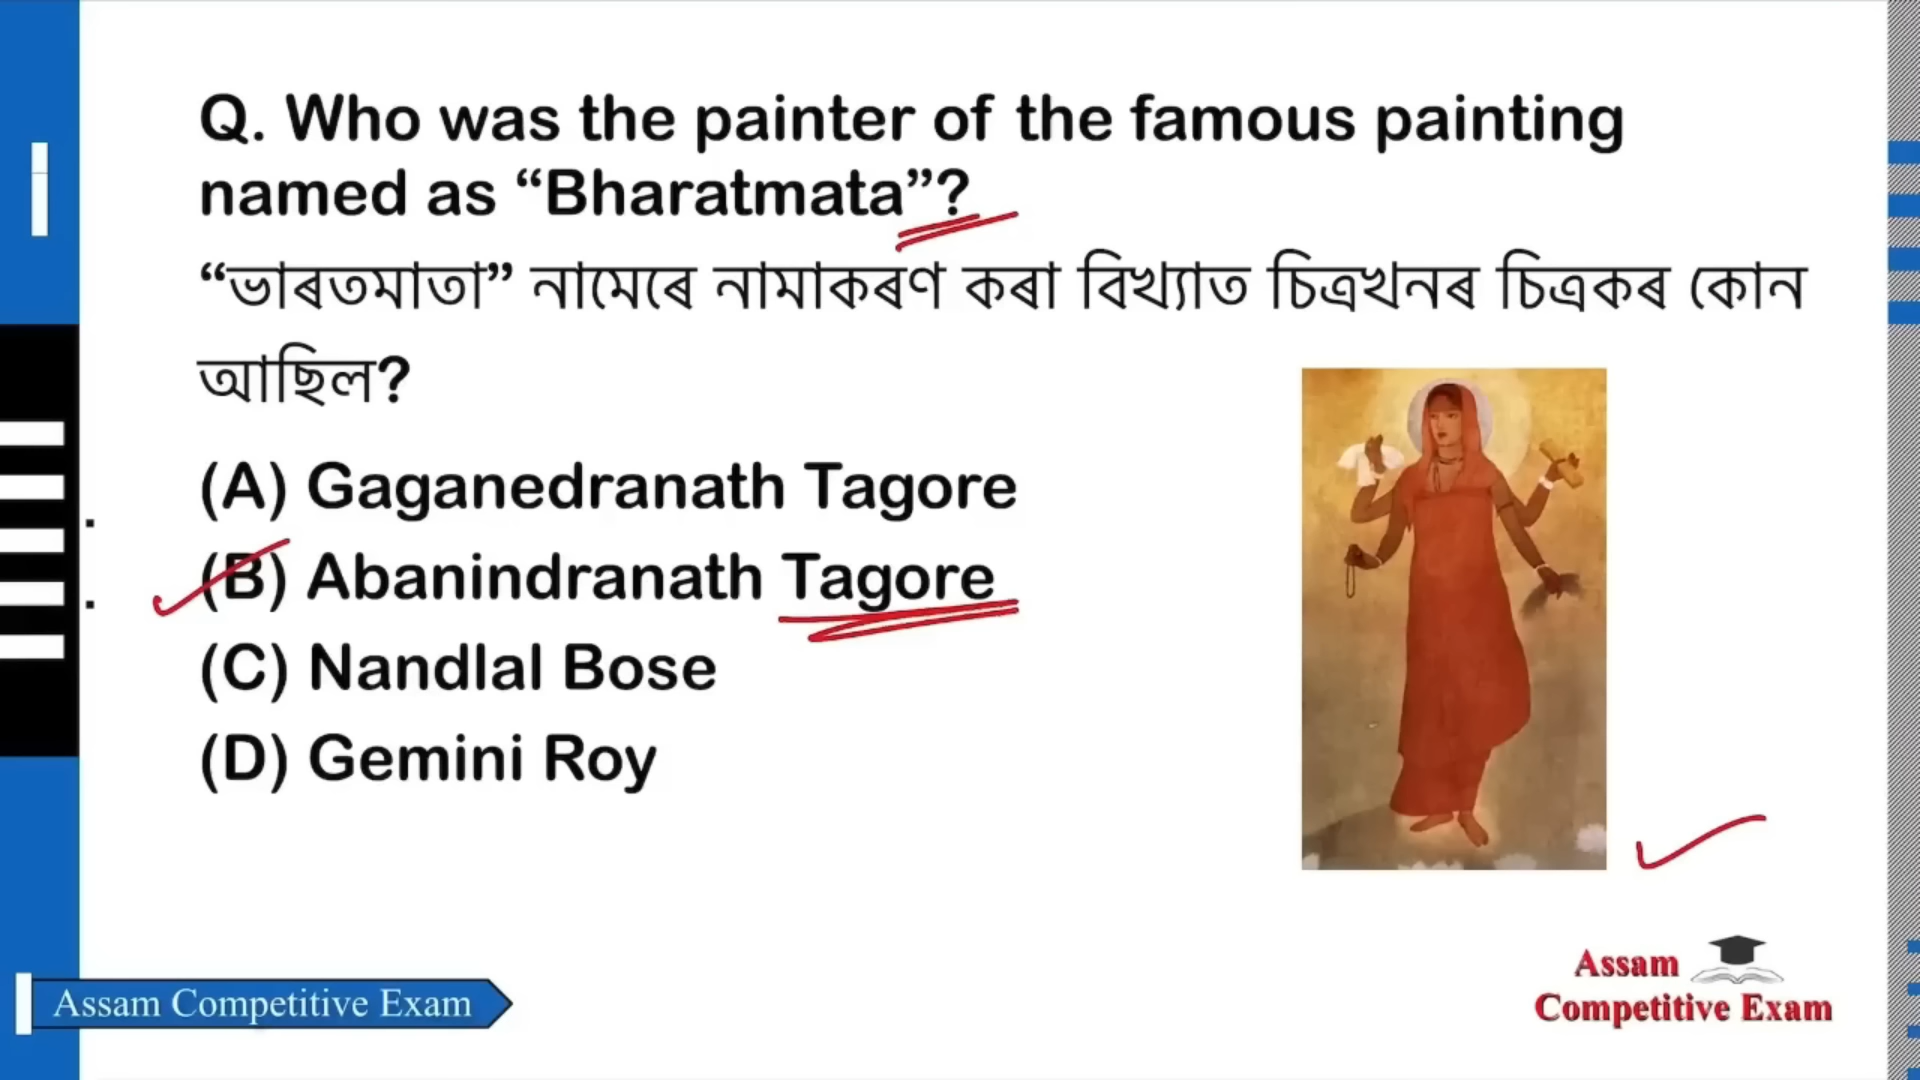 Q. Who was the painter of the famous painting
named as “Bharatmata”?
“ভাৰতমাতা” নামেৰে নামাকৰণ কৰা বিখ্যাত চিত্ৰখনৰ চিত্ৰকৰ কোন
আছিল?
(A) Gaganedranath Tagore
(B) Abanindranath Tagore
(C) Nandlal Bose
(D) Gemini Roy
Assam Competitive Exam
Assam
Competitive Exam